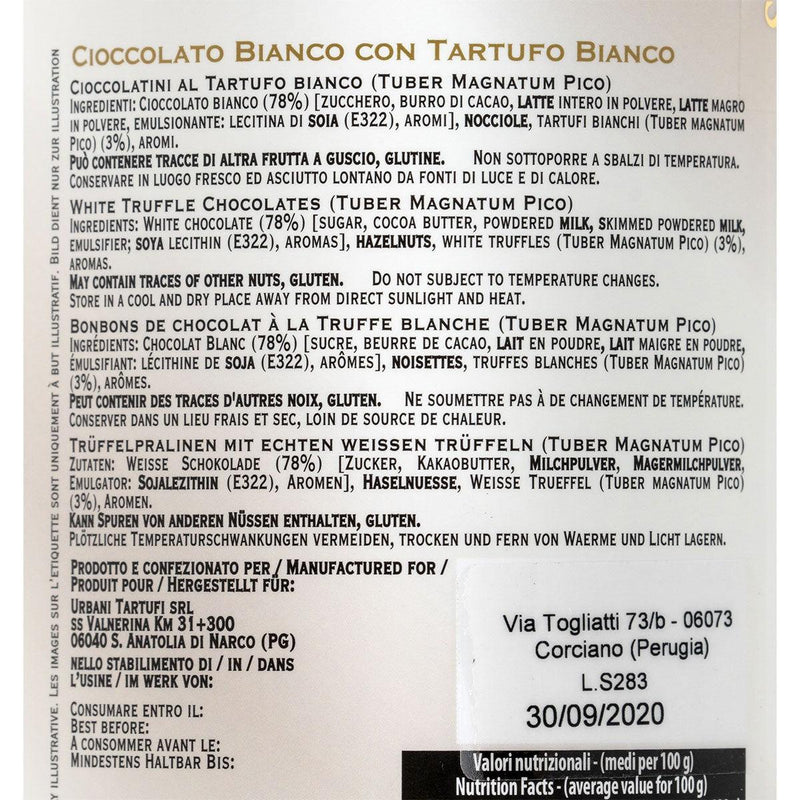 CIOCCOLATO BIANCO CON TARTUFO BIANCO
CIOCCOLATINI AL TARTUFO BIANCO (TUBER MAGNATUM PICO)
INGREDIENTI: CIOCCOLATO BIANCO (78%) [ZUCCHERO, BURRO DI CACAO, LATTE INTERO IN POLVERE, LATTE MAGRO
IN POLVERE, EMULSIONANTE: LECITINA DI SOIA (E322), AROMI], NOCCIOLE, TARTUFI BIANCHI (TUBER MAGNATUM
PICO) (3%), AROMI.
PUÒ CONTENERE TRACCE DI ALTRA FRUTTA A GUSCIO, GLUTINE. NON SOTTOPORRE A SBALZI DI TEMPERATURA.
CONSERVARE IN LUOGO FRESCO ED ASCIUTTO LONTANO DA FONTI DI LUCE E DI CALORE.
WHITE TRUFFLE CHOCOLATES (TUBER MAGNATUM PICO)
INGREDIENTS: WHITE CHOCOLATE (78%) [SUGAR, COCOA BUTTER, POWDERED MILK, SKIMMED POWDERED MILK,
EMULSIFIER; SOYA LECITHIN (E322), AROMAS], HAZELNUTS, WHITE TRUFFLES (TUBER MAGNATUM PICO) (3%),
AROMAS.
MAY CONTAIN TRACES OF OTHER NUTS, GLUTEN. DO NOT SUBJECT TO TEMPERATURE CHANGES.
STORE IN A COOL AND DRY PLACE AWAY FROM DIRECT SUNLIGHT AND HEAT.
BONBONS DE CHOCOLAT À LA TRUFFE BLANCHE (TUBER MAGNATUM PICO)
INGRÉDIENTS: CHOCOLAT BLANC (78%) [SUCRE, BEURRE DE CACAO, LAIT EN POUDRE, LAIT MAIGRE EN POUDRE,
ÉMULSIFIANT: LÉCITHINE DE SOJA (E322), ARÔMES], NOISETTES, TRUFFES BLANCHES (TUBER MAGNATUM PICO)
(3%), ARÔMES.
PEUT CONTENIR DES TRACES D'AUTRES NOIX, GLUTEN. NE SOUMETTRE PAS À DE CHANGEMENT DE TEMPÉRATURE.
CONSERVER DANS UN LIEU FRAIS ET SEC, LOIN DE SOURCE DE CHALEUR.
TRÜFFELPRALINEN MIT ECHTEN WEISSEN TRÜFFELN (TUBER MAGNATUM PICO)
ZUTATEN: WEISSE SCHOKOLADE (78%) [ZUCKER, KAKAOBUTTER, MILCHPULVER, MAGERMILCHPULVER,
EMULGATOR: SOJALEZITHIN (E322), AROMEN], HASELNUESSE, WEISSE TRUEFFEL (TUBER MAGNATUM PICO)
(3%), AROMEN.
KANN SPUREN VON ANDEREN NÜSSEN ENTHALTEN, GLUTEN.
PLÖTZLICHE TEMPERATURSCHWANKUNGEN VERMEIDEN, TROCKEN UND FERN VON WAERME UND LICHT LAGERN.
PRODOTTO E CONFEZIONATO PER / MANUFACTURED FOR /
PRODUIT POUR / HERGESTELLT FÜR:
URBANI TARTUFI SRL
SS VALNERINA KM 31+300
06040 S. ANATOLIA DI NARCO (PG)
NELLO STABILIMENTO DI / IN / DANS
L'USINE / IM WERK VON:
Via Togliatti 73/b - 06073
Corciano (Perugia)
L.S283
30/09/2020
CONSUMARE ENTRO IL:
BEST BEFORE:
A CONSOMMER AVANT LE:
MINDESTENS HALTBAR BIS:
Valori nutrizionali - (medi per 100 g)
Nutrition Facts - (average value for 100 g)
Y ILLUSTRATIVE. LES IMAGES SUR L'ETIQUETTE SONT UNIQUEMENT À BUT ILLUSTRATIF. BILD DIENT NUR ZUR ILLUSTRATION